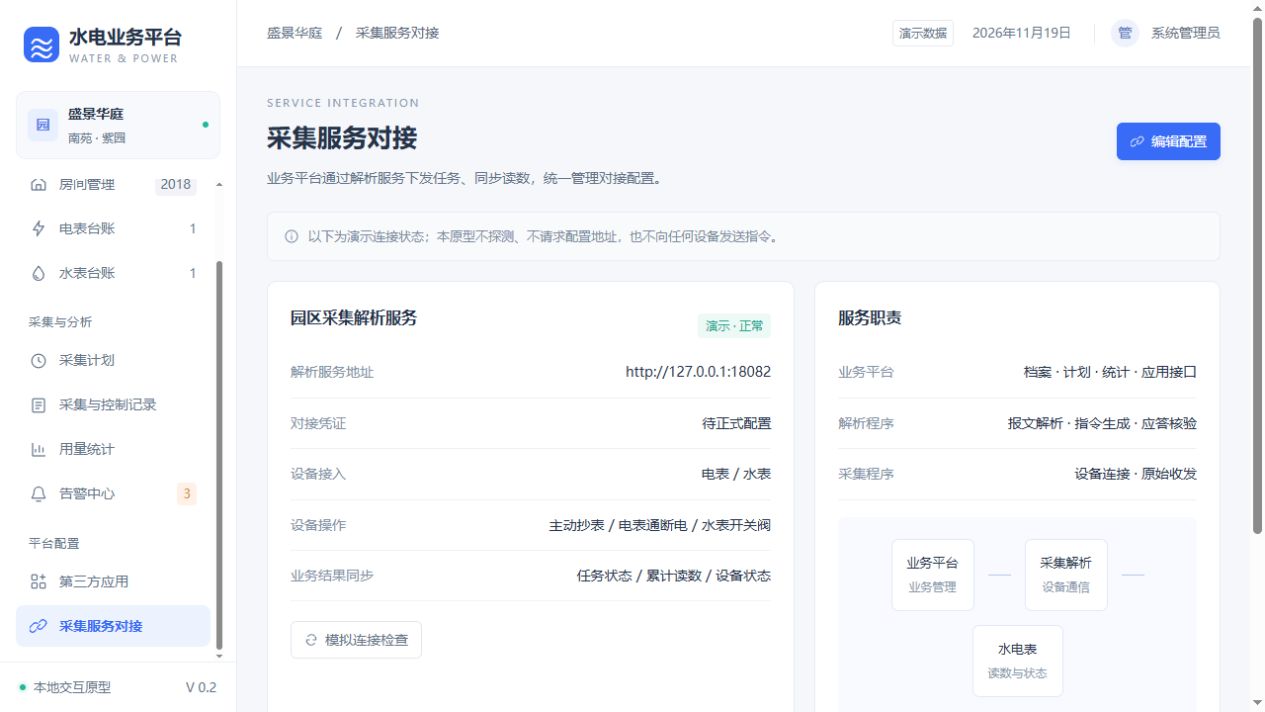 水电业务平台
WATER & POWER
园
盛景华庭
南苑 · 紫园
房间管理 2018
电表台账 1
水表台账 1
采集与分析
采集计划
采集与控制记录
用量统计
告警中心 3
平台配置
第三方应用
采集服务对接
本地交互原型 V 0.2
盛景华庭 / 采集服务对接
演示数据 2026年11月19日 管 系统管理员
SERVICE INTEGRATION
采集服务对接
业务平台通过解析服务下发任务、同步读数，统一管理对接配置。
编辑配置
以下为演示连接状态；本原型不探测、不请求配置地址，也不向任何设备发送指令。
园区采集解析服务
演示 · 正常
解析服务地址 http://127.0.0.1:18082
对接凭证 待正式配置
设备接入 电表 / 水表
设备操作 主动抄表 / 电表通断电 / 水表开关阀
业务结果同步 任务状态 / 累计读数 / 设备状态
模拟连接检查
服务职责
业务平台 档案 · 计划 · 统计 · 应用接口
解析程序 报文解析 · 指令生成 · 应答核验
采集程序 设备连接 · 原始收发
业务平台
业务管理
采集解析
设备通信
水电表
读数与状态